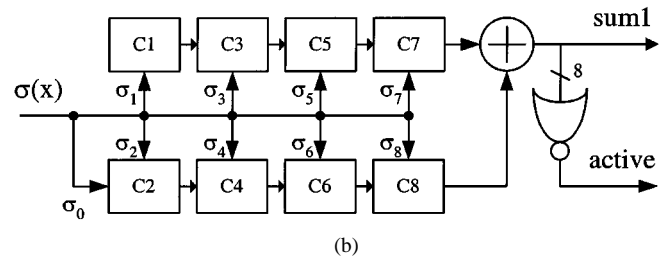 C1 C3 C5 C7 sum1
σ(x) σ₁ σ₃ σ₅ σ₇ 8
σ₂ σ₄ σ₆ σ₈ active
σ₀ C2 C4 C6 C8
(b)